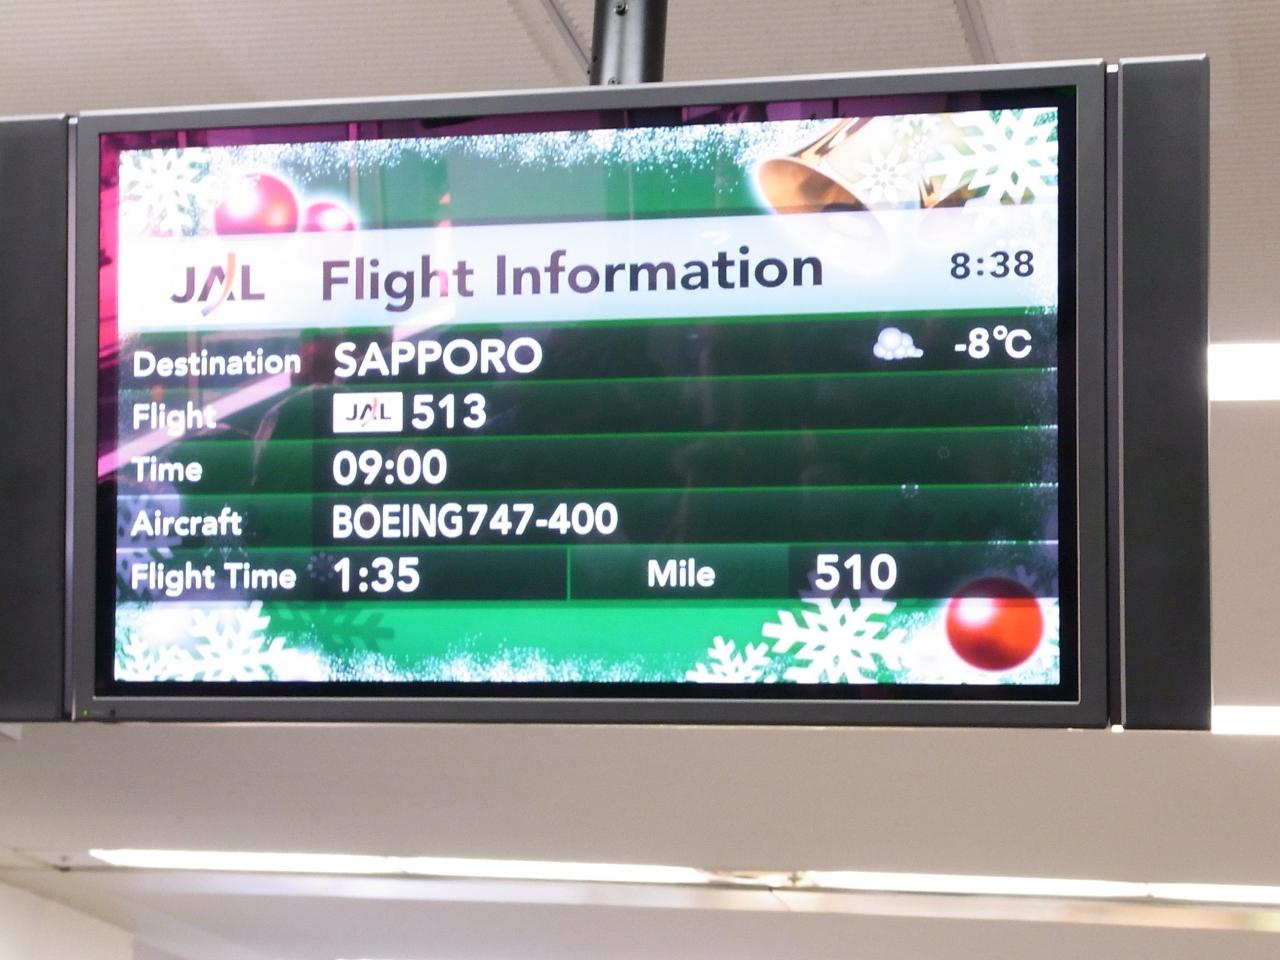 JAL Flight Information 8:38
Destination SAPPORO -8°C
Flight JAL 513
Time 09:00
Aircraft BOEING747-400
Flight Time 1:35 Mile 510